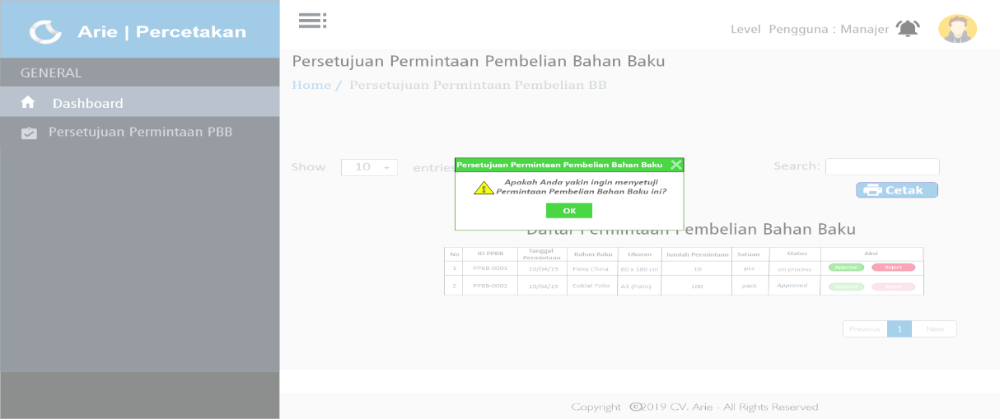 Arie | Percetakan
Level Pengguna : Manajer
GENERAL
Dashboard
Persetujuan Permintaan PBB
Persetujuan Permintaan Pembelian Bahan Baku
Home / Persetujuan Permintaan Pembelian BB
Show 10 entries
Search:
Cetak
Persetujuan Permintaan Pembelian Bahan Baku
Apakah Anda yakin ingin menyetuji
Permintaan Pembelian Bahan Baku ini?
OK
Daftar Permintaan Pembelian Bahan Baku
No ID PPBB Tanggal Permintaan Bahan Baku Ukuran Jumlah Permintaan Satuan Status Aksi
1 PPBB-0001 10/04/19 Flexy China 60 x 180 cm 10 pcs on process Approve Reject
2 PPBB-0002 10/04/19 Coklat Folio A3 (Folio) 100 pack Approved Approve Reject
Previous 1 Next
Copyright ©2019 CV. Arie - All Rights Reserved